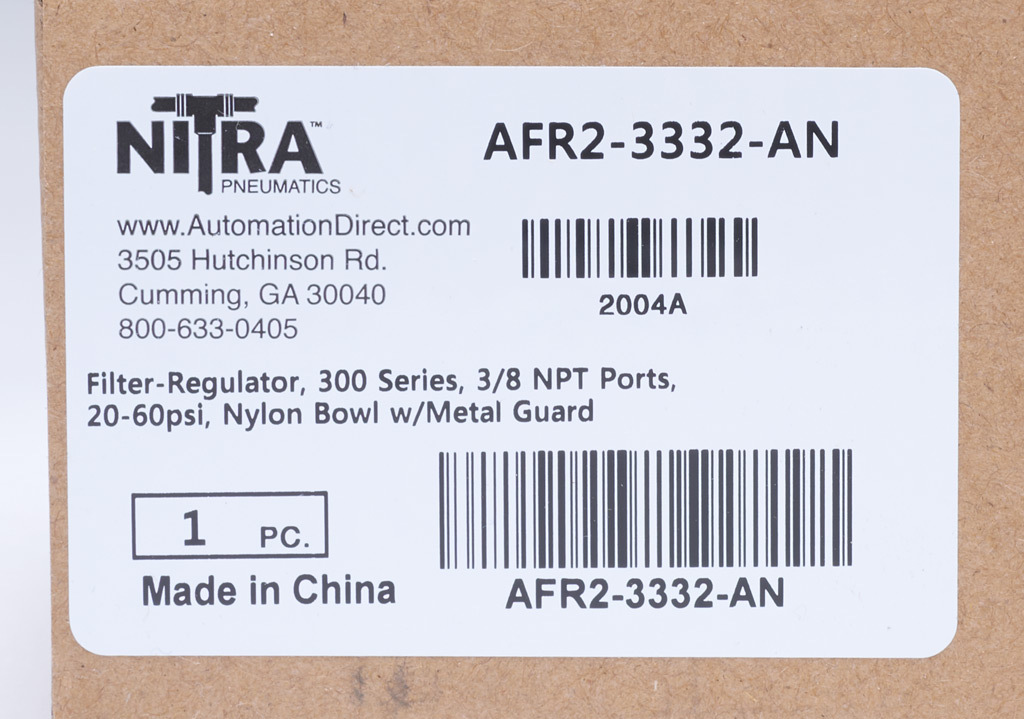 NITRA™
PNEUMATICS
AFR2-3332-AN
www.AutomationDirect.com
3505 Hutchinson Rd.
Cumming, GA 30040
800-633-0405
2004A
Filter-Regulator, 300 Series, 3/8 NPT Ports,
20-60psi, Nylon Bowl w/Metal Guard
1 PC.
Made in China
AFR2-3332-AN